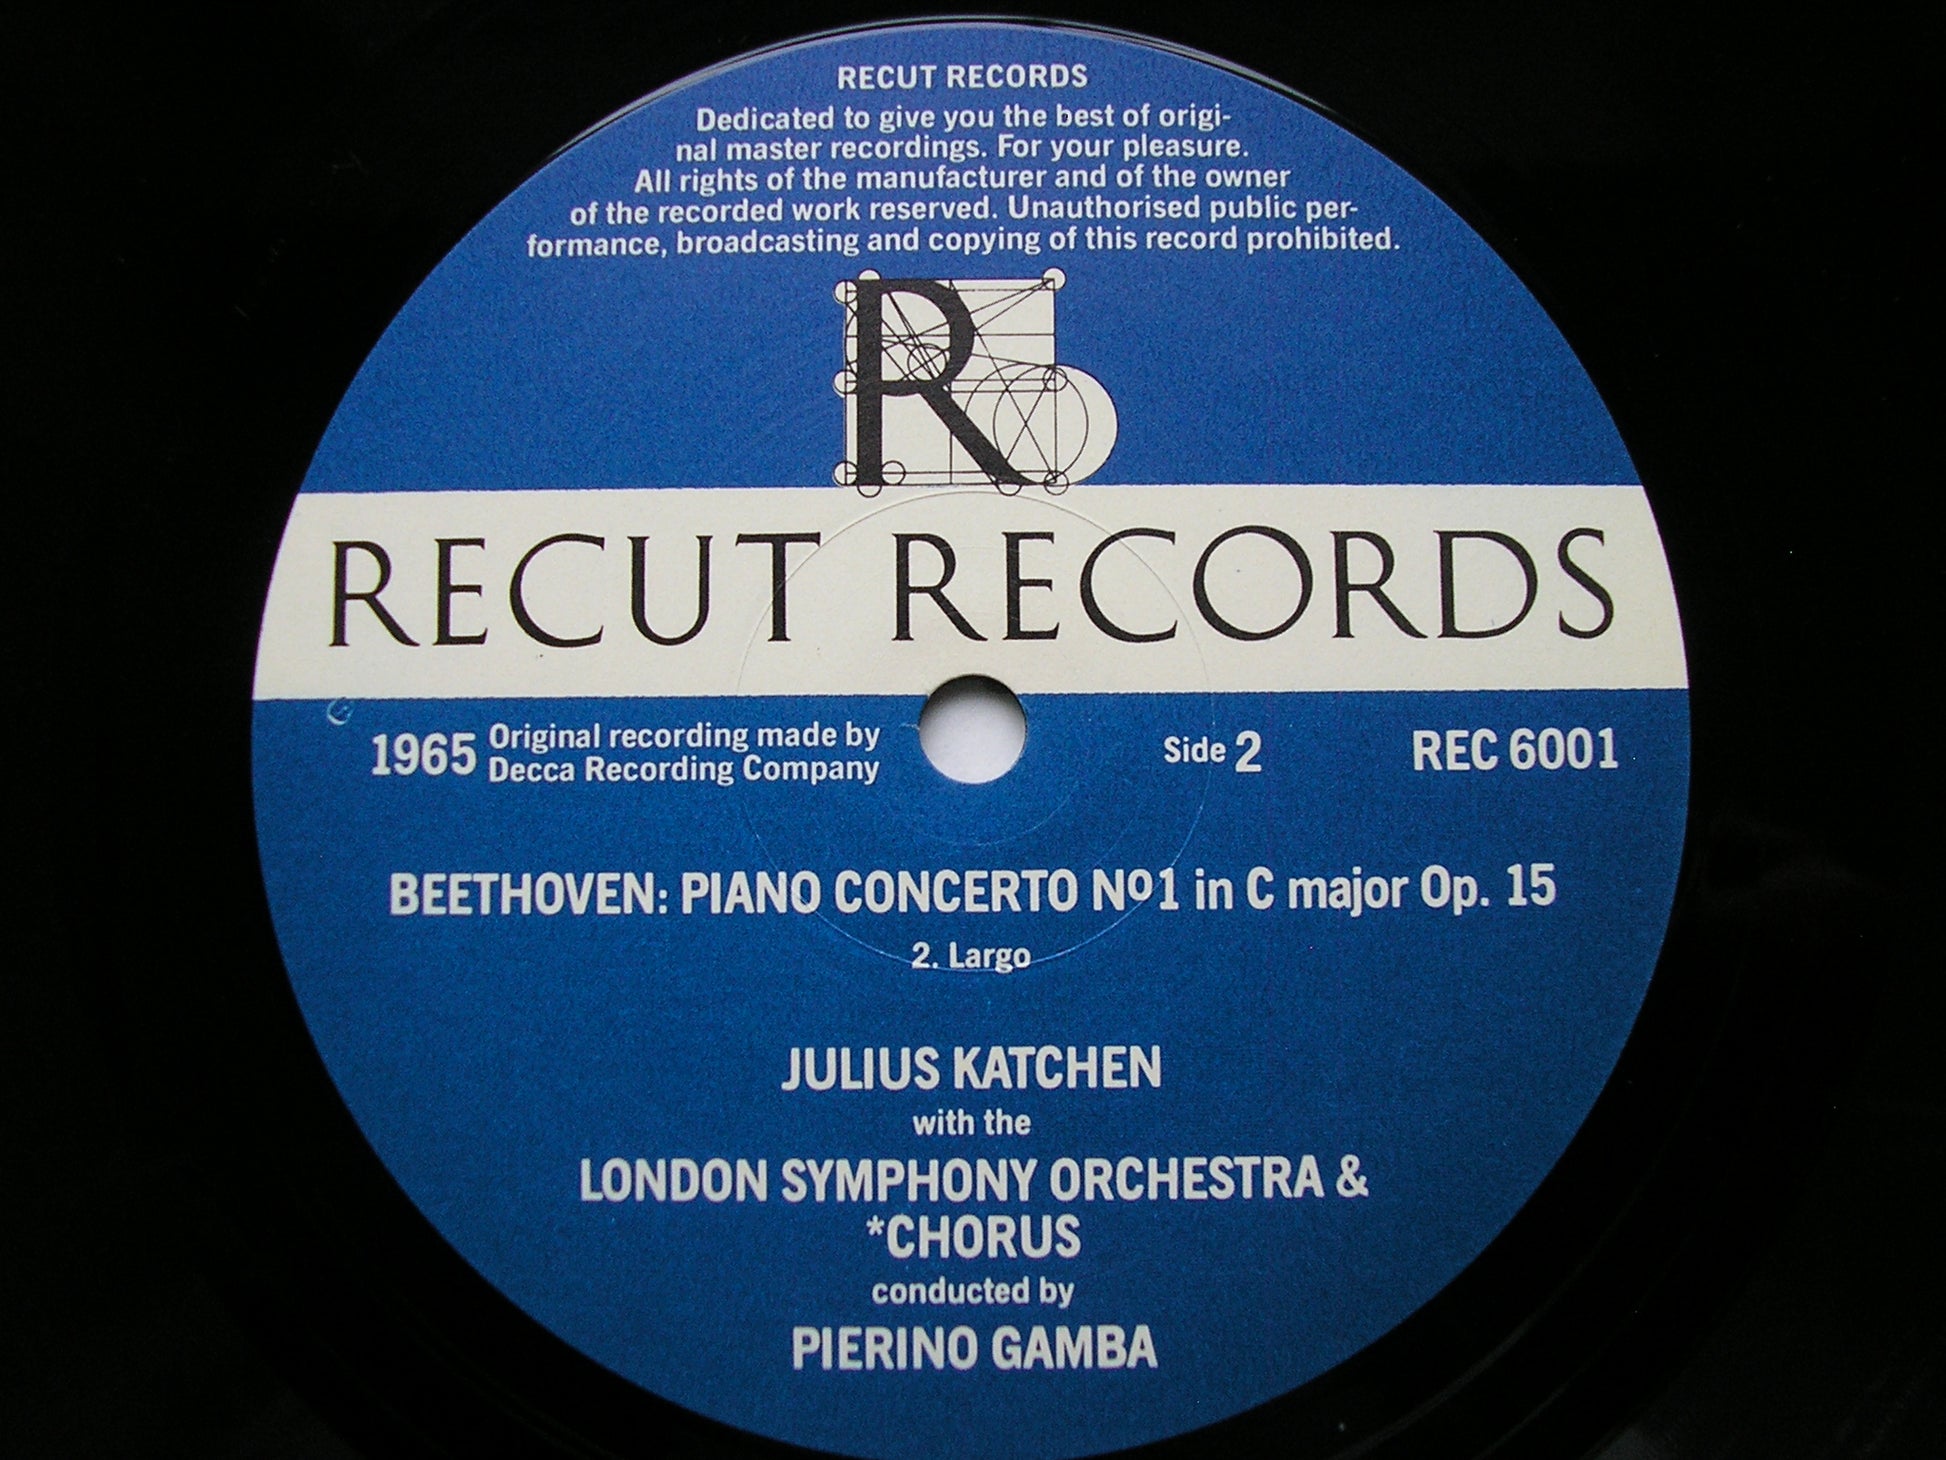 RECUT RECORDS
Dedicated to give you the best of origi-
nal master recordings. For your pleasure.
All rights of the manufacturer and of the owner
of the recorded work reserved. Unauthorised public per-
formance, broadcasting and copying of this record prohibited.
R
RECUT RECORDS
1965 Original recording made by
Decca Recording Company
Side 2
REC 6001
BEETHOVEN: PIANO CONCERTO Nº1 in C major Op. 15
2. Largo
JULIUS KATCHEN
with the
LONDON SYMPHONY ORCHESTRA &
*CHORUS
conducted by
PIERINO GAMBA